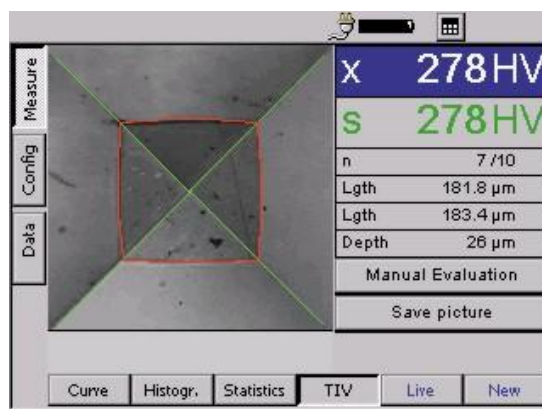 Measure
Config
Data
X 278HV
S 278HV
n 7/10
Lgth 181.8 µm
Lgth 183.4 µm
Depth 26 µm
Manual Evaluation
Save picture
Curve Histogr. Statistics TIV Live New